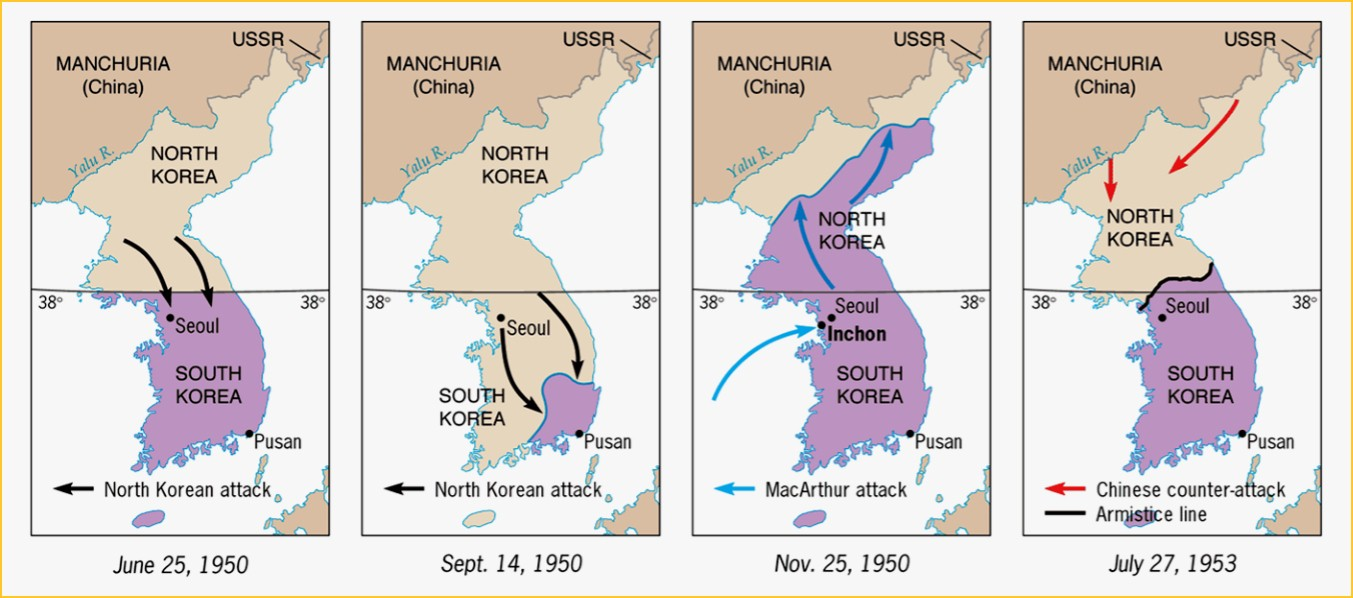 USSR
MANCHURIA
(China)
Yalu R.
NORTH
KOREA
38°
38°
Seoul
SOUTH
KOREA
Pusan
North Korean attack
June 25, 1950
USSR
MANCHURIA
(China)
Yalu R.
NORTH
KOREA
38°
38°
Seoul
SOUTH
KOREA
Pusan
North Korean attack
Sept. 14, 1950
USSR
MANCHURIA
(China)
Yalu R.
NORTH
KOREA
38°
38°
Seoul
Inchon
SOUTH
KOREA
Pusan
MacArthur attack
Nov. 25, 1950
USSR
MANCHURIA
(China)
Yalu R.
NORTH
KOREA
38°
38°
Seoul
SOUTH
KOREA
Pusan
Chinese counter-attack
Armistice line
July 27, 1953